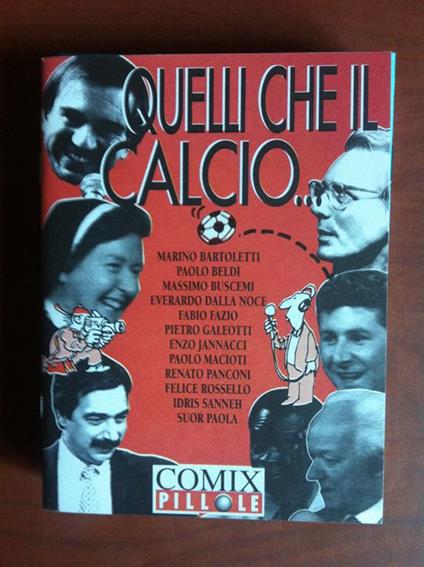 QUELLI CHE IL
CALCIO...
MARINO BARTOLETTI
PAOLO BELDÌ
MASSIMO BUSCEMI
EVERARDO DALLA NOCE
FABIO FAZIO
PIETRO GALEOTTI
ENZO JANNACCI
PAOLO MACIOTI
RENATO PANCONI
FELICE ROSSELLO
IDRIS SANNEH
SUOR PAOLA
COMIX
PILLOLE